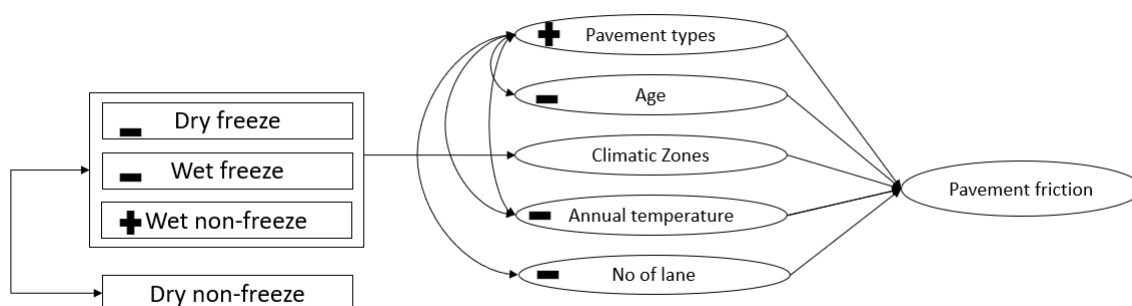 Dry freeze
Wet freeze
Wet non-freeze
Dry non-freeze
Pavement types
Age
Climatic Zones
Annual temperature
No of lane
Pavement friction